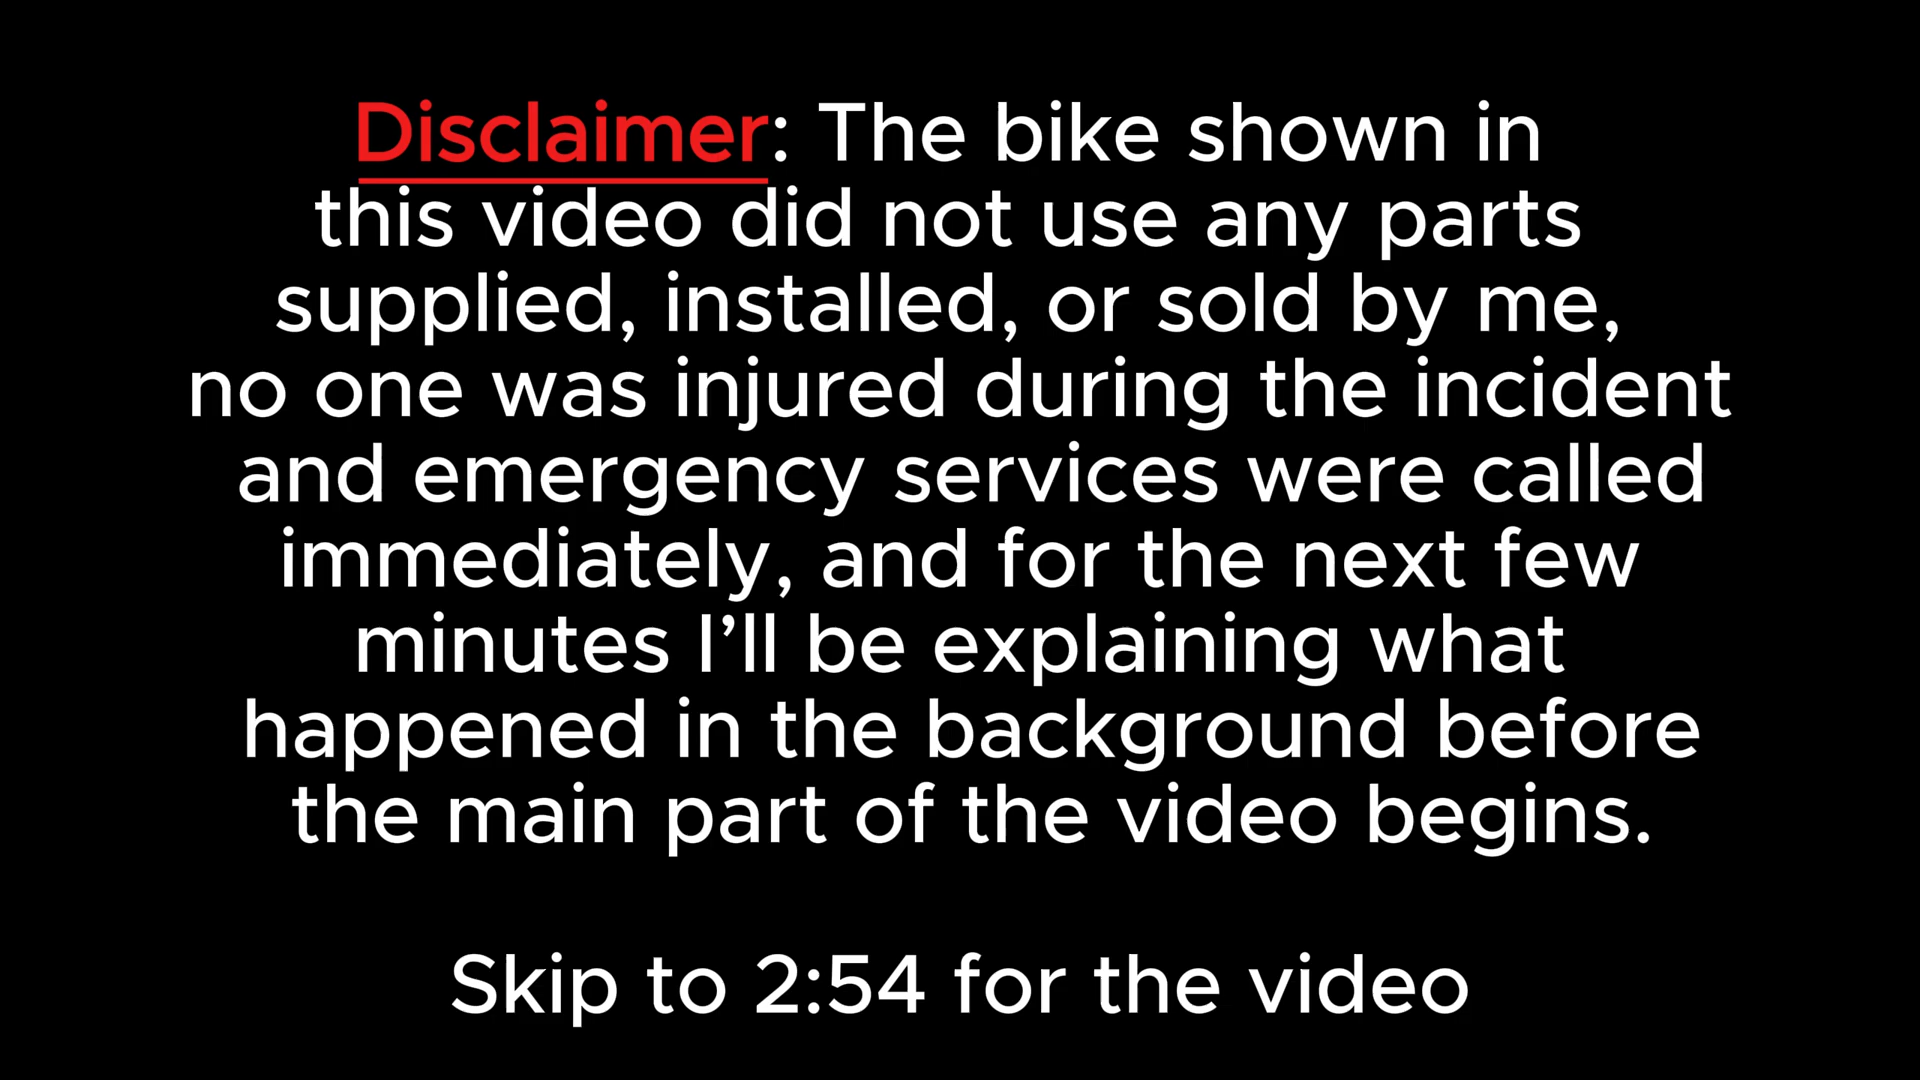 Disclaimer: The bike shown in
this video did not use any parts
supplied, installed, or sold by me,
no one was injured during the incident
and emergency services were called
immediately, and for the next few
minutes I’ll be explaining what
happened in the background before
the main part of the video begins.
Skip to 2:54 for the video